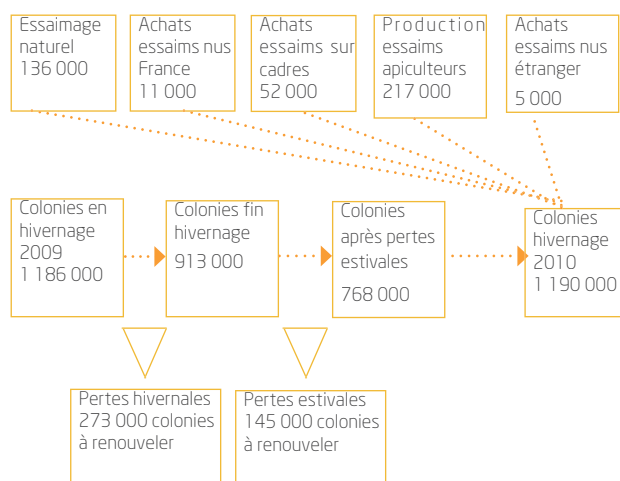 Essaimage
naturel
136 000
Achats
essaims nus
France
11 000
Achats
essaims sur
cadres
52 000
Production
essaims
apiculteurs
217 000
Achats
essaims nus
étranger
5 000
Colonies en
hivernage
2009
1 186 000
Colonies fin
hivernage
913 000
Colonies
après pertes
estivales
768 000
Colonies
hivernage
2010
1 190 000
Pertes hivernales
273 000 colonies
à renouveler
Pertes estivales
145 000 colonies
à renouveler